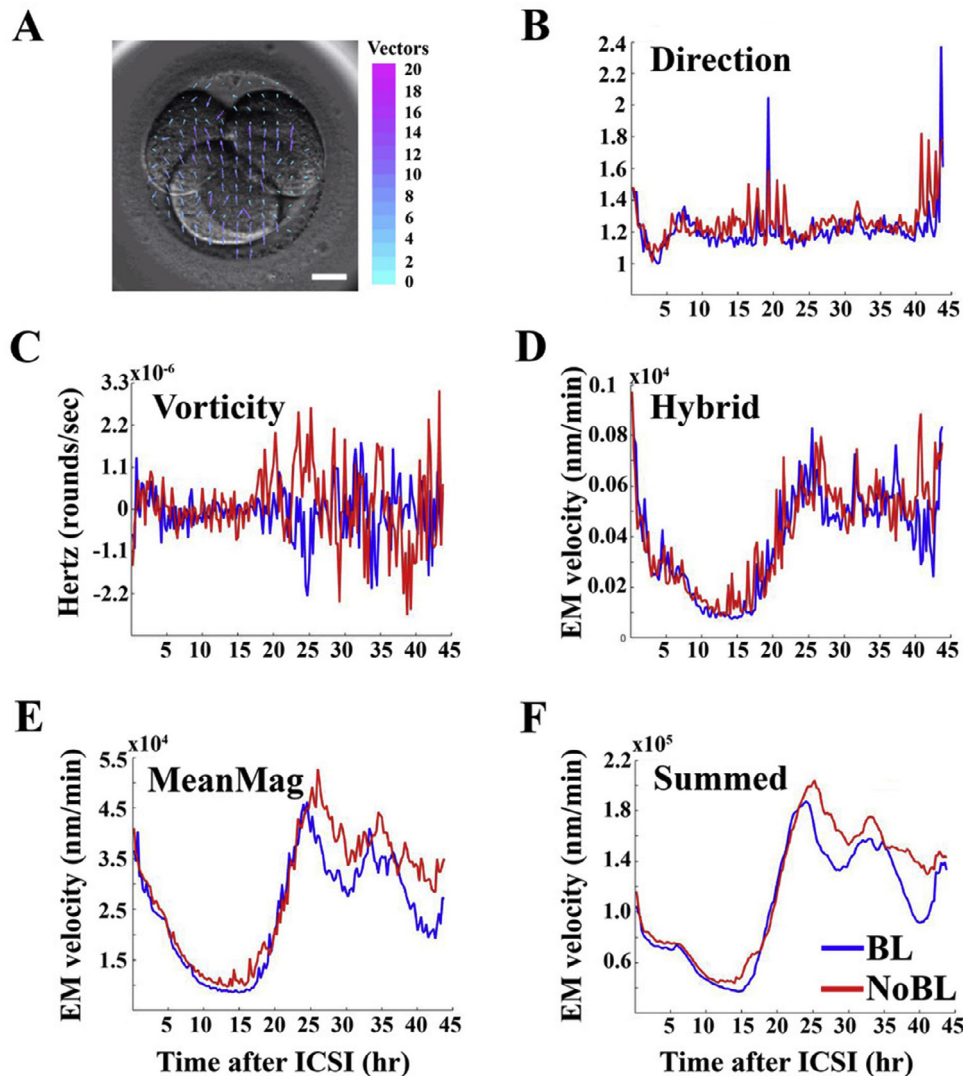 A
Vectors
20
18
16
14
12
10
8
6
4
2
0
B
Direction
2.4
2.2
2
1.8
1.6
1.4
1.2
1
5 10 15 20 25 30 35 40 45
C
x10-6
Vorticity
Hertz (rounds/sec)
3.3
2.2
1.1
0
-1.1
-2.2
5 10 15 20 25 30 35 40 45
D
x10⁴
Hybrid
EM velocity (nm/min)
0.1
0.08
0.06
0.04
0.02
0
5 10 15 20 25 30 35 40 45
E
x10⁴
MeanMag
EM velocity (nm/min)
5.5
4.5
3.5
2.5
1.5
5 10 15 20 25 30 35 40 45
Time after ICSI (hr)
F
x10⁵
Summed
EM velocity (nm/min)
2.2
1.8
1.4
1.0
0.6
BL
NoBL
5 10 15 20 25 30 35 40 45
Time after ICSI (hr)